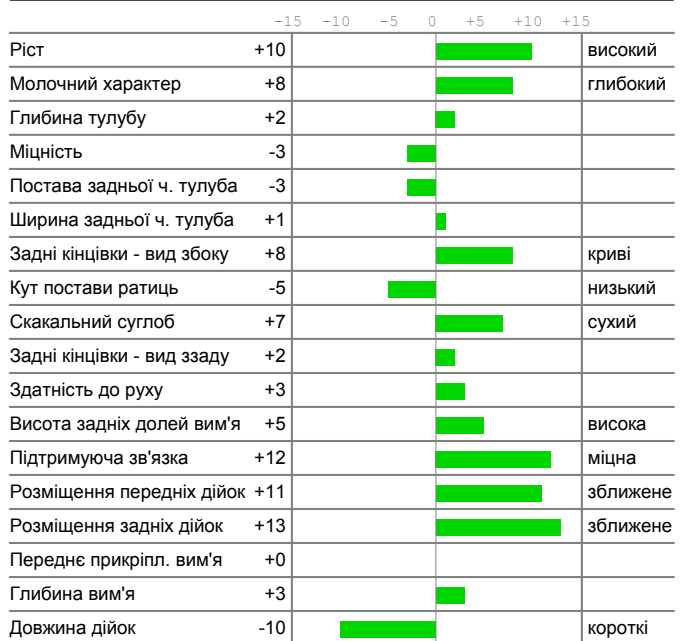 -15 -10 -5 0 +5 +10 +15
Ріст +10 високий
Молочний характер +8 глибокий
Глибина тулубу +2
Міцність -3
Постава задньої ч. тулуба -3
Ширина задньої ч. тулуба +1
Задні кінцівки - вид збоку +8 криві
Кут постави ратиць -5 низький
Скакальний суглоб +7 сухий
Задні кінцівки - вид ззаду +2
Здатність до руху +3
Висота задніх долей вим'я +5 висока
Підтримуюча зв'язка +12 міцна
Розміщення передніх дійок +11 зближене
Розміщення задніх дійок +13 зближене
Переднє прикріпл. вим'я +0
Глибина вим'я +3
Довжина дійок -10 короткі